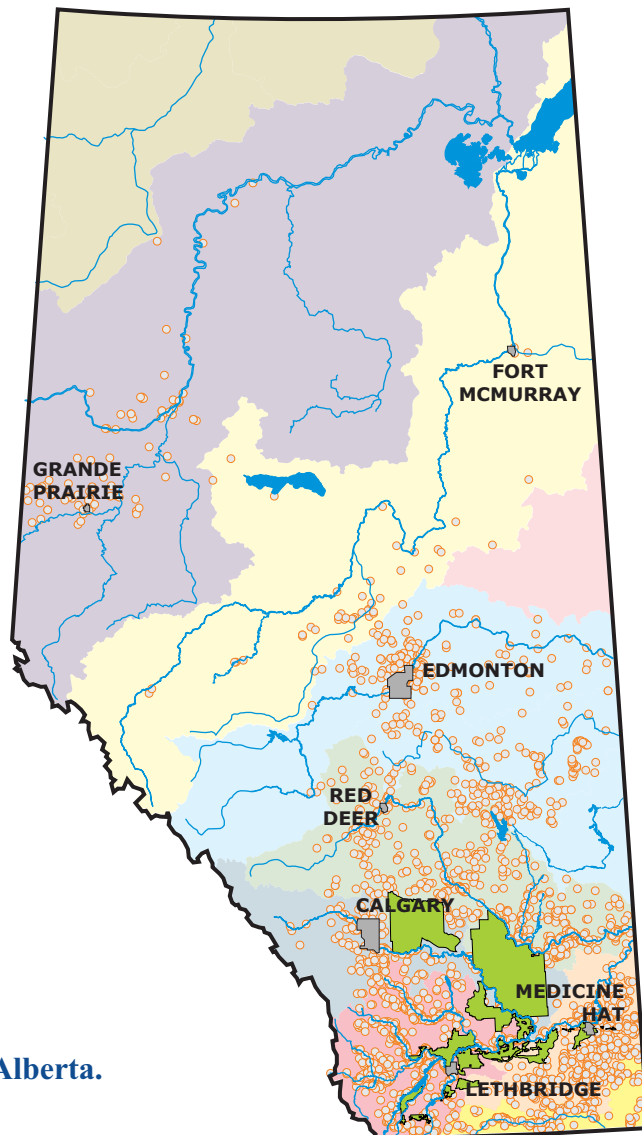 FORT
MCMURRAY
GRANDE
PRAIRIE
EDMONTON
RED
DEER
CALGARY
MEDICINE
HAT
Alberta.
LETHBRIDGE